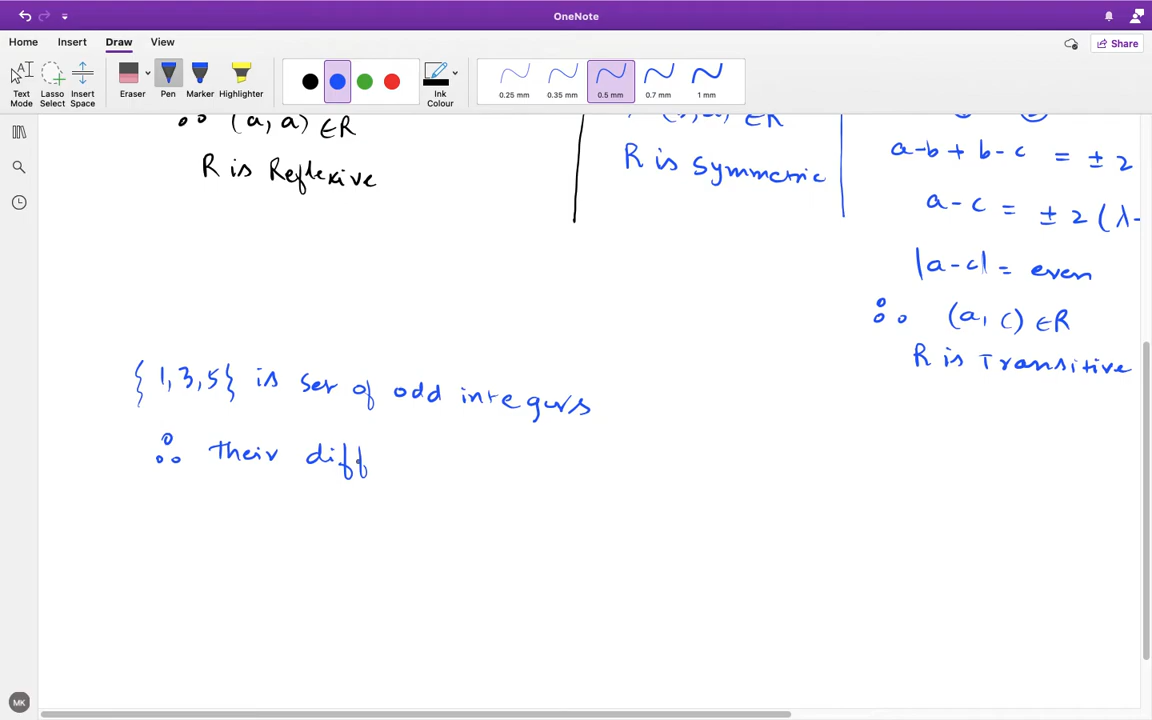 OneNote
Home Insert Draw View
Share
Text Mode
Lasso Select
Insert Space
Eraser
Pen
Marker
Highlighter
Ink Colour
0.25 mm
0.35 mm
0.5 mm
0.7 mm
1 mm
∴ (a, a) ∈ R
R is Reflexive
∈R
R is Symmetric
a-b + b-c = ± 2
a-c = ± 2 (λ-
|a-c| = even
∴ (a, c) ∈R
R is Transitive
{ 1, 3, 5 } is set of odd integers
∴ their diff
MK